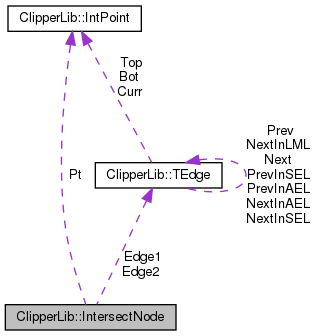 ClipperLib::IntPoint
Top
Bot
Curr
Prev
NextInLML
Next
PrevInSEL
PrevInAEL
NextInAEL
NextInSEL
Pt
ClipperLib::TEdge
Edge1
Edge2
ClipperLib::IntersectNode